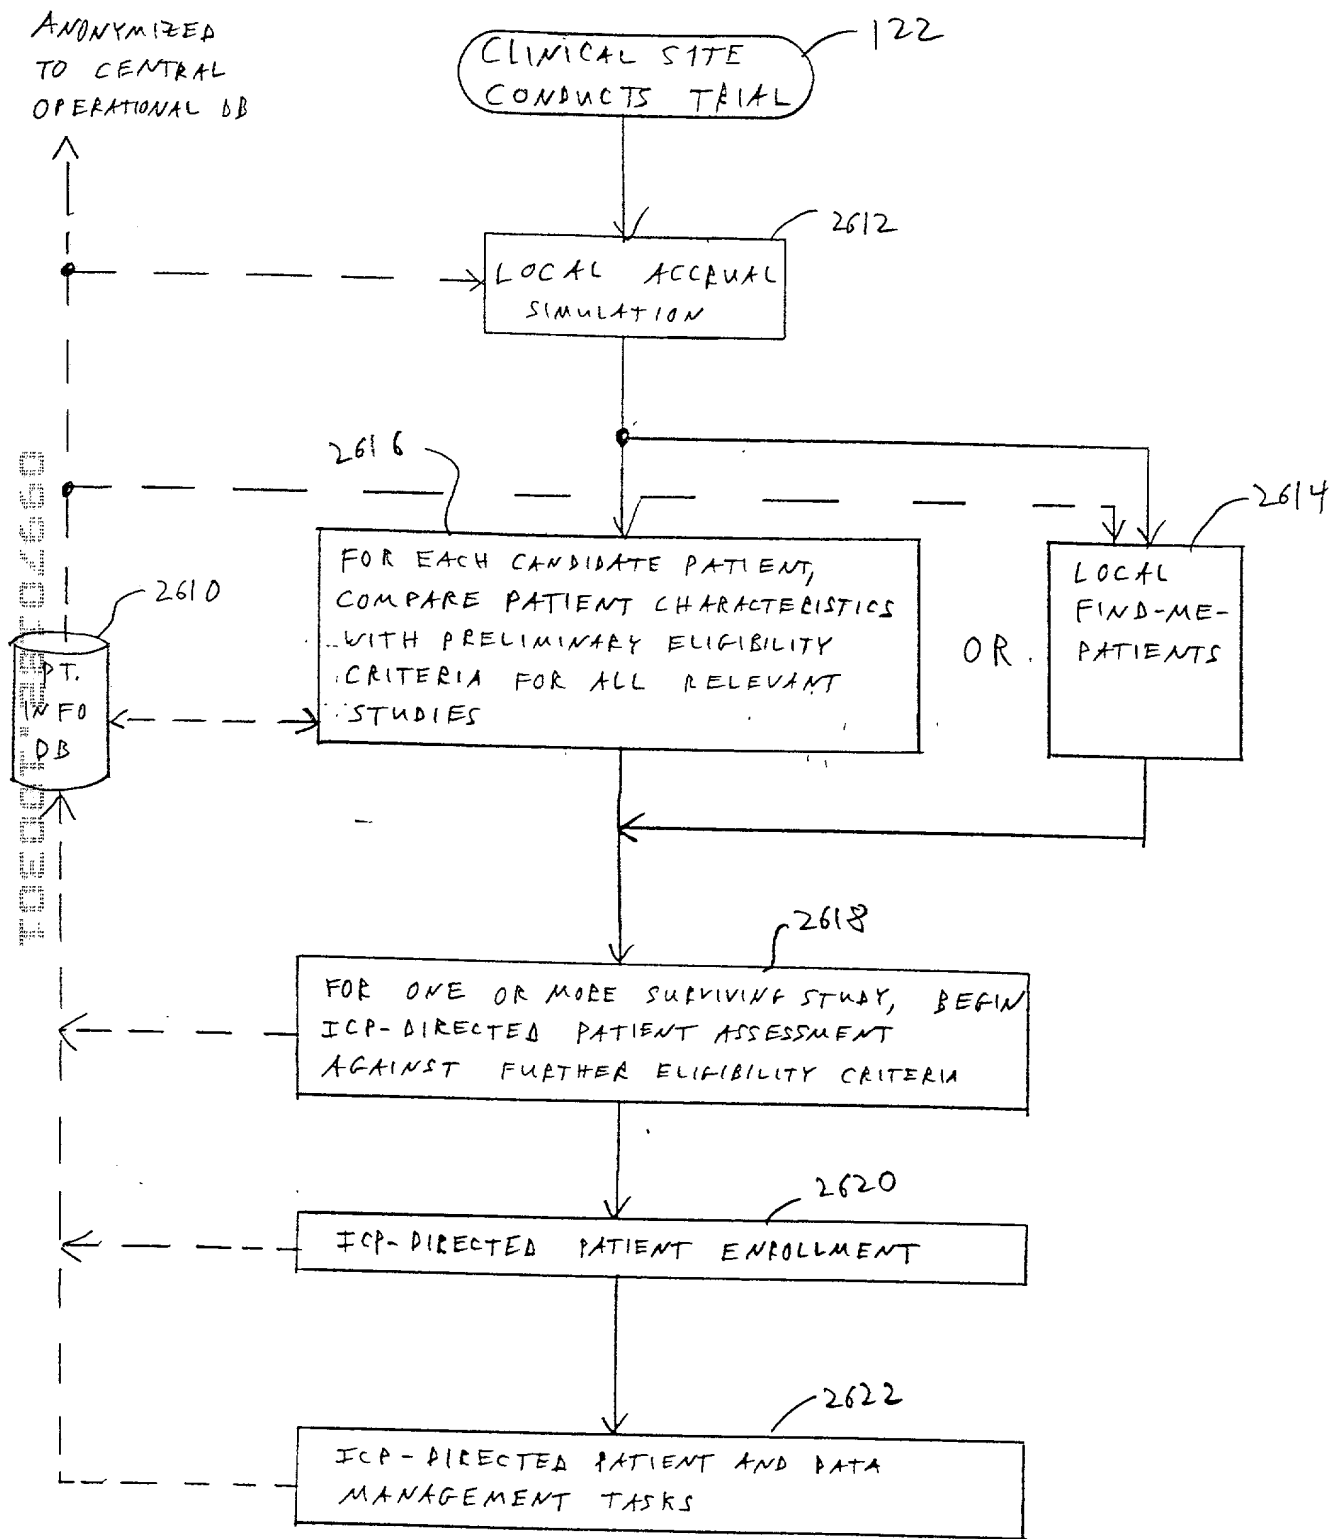 ANONYMIZED
TO CENTRAL
OPERATIONAL DB
CLINICAL SITE
CONDUCTS TRIAL
122
2612
LOCAL ACCRUAL
SIMULATION
2616
2614
FOR EACH CANDIDATE PATIENT,
COMPARE PATIENT CHARACTERISTICS
WITH PRELIMINARY ELIGIBILITY
CRITERIA FOR ALL RELEVANT
STUDIES
OR
LOCAL
FIND-ME-
PATIENTS
2610
PT.
INFO
DB
2618
FOR ONE OR MORE SURVIVING STUDY, BEGIN
ICP-DIRECTED PATIENT ASSESSMENT
AGAINST FURTHER ELIGIBILITY CRITERIA
2620
ICP-DIRECTED PATIENT ENROLLMENT
2622
ICP-DIRECTED PATIENT AND DATA
MANAGEMENT TASKS